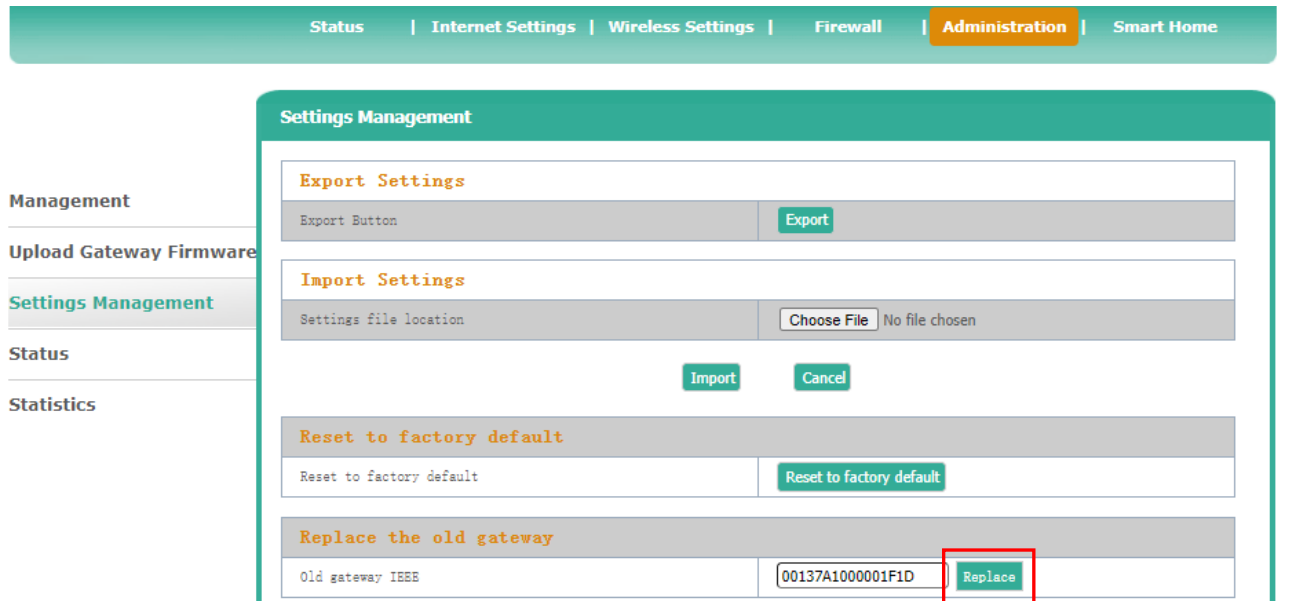 Status | Internet Settings | Wireless Settings | Firewall | Administration | Smart Home
Settings Management
Management
Upload Gateway Firmware
Settings Management
Status
Statistics
Export Settings
Export Button Export
Import Settings
Settings file location Choose File No file chosen
Import Cancel
Reset to factory default
Reset to factory default Reset to factory default
Replace the old gateway
Old gateway IEEE 00137A1000001F1D Replace